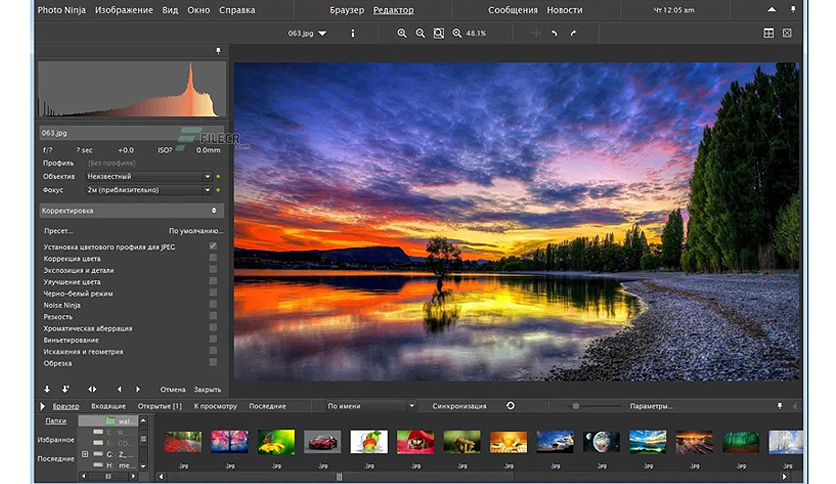 Photo Ninja Изображение Вид Окно Справка Браузер Редактор Сообщения Новости Чт 12:05 am
063.jpg i 48.1%
063.jpg
FILECR
.com
f/? ? sec +0.0 ISO? 0.0mm
Профиль [Без профиля]
Объектив Неизвестный
Фокус 2м (приблизительно)
Корректировка
Пресет... По умолчанию...
Установка цветового профиля для JPEG
Коррекция цвета
Экспозиция и детали
Улучшение цвета
Черно-белый режим
Noise Ninja
Резкость
Хроматическая аберрация
Виньетирование
Искажения и геометрия
Обрезка
Отмена Закрыть
Браузер Входящие Открытые [1] К просмотру Последние По имени Синхронизация Параметры...
Папки wal...
Избранное
F: CD...
G: Z_...
Последние
H: me...
.jpg .jpg .jpg .jpg .jpg .jpg .jpg .jpg .jpg .jpg .jpg .jpg .jpg .jpg